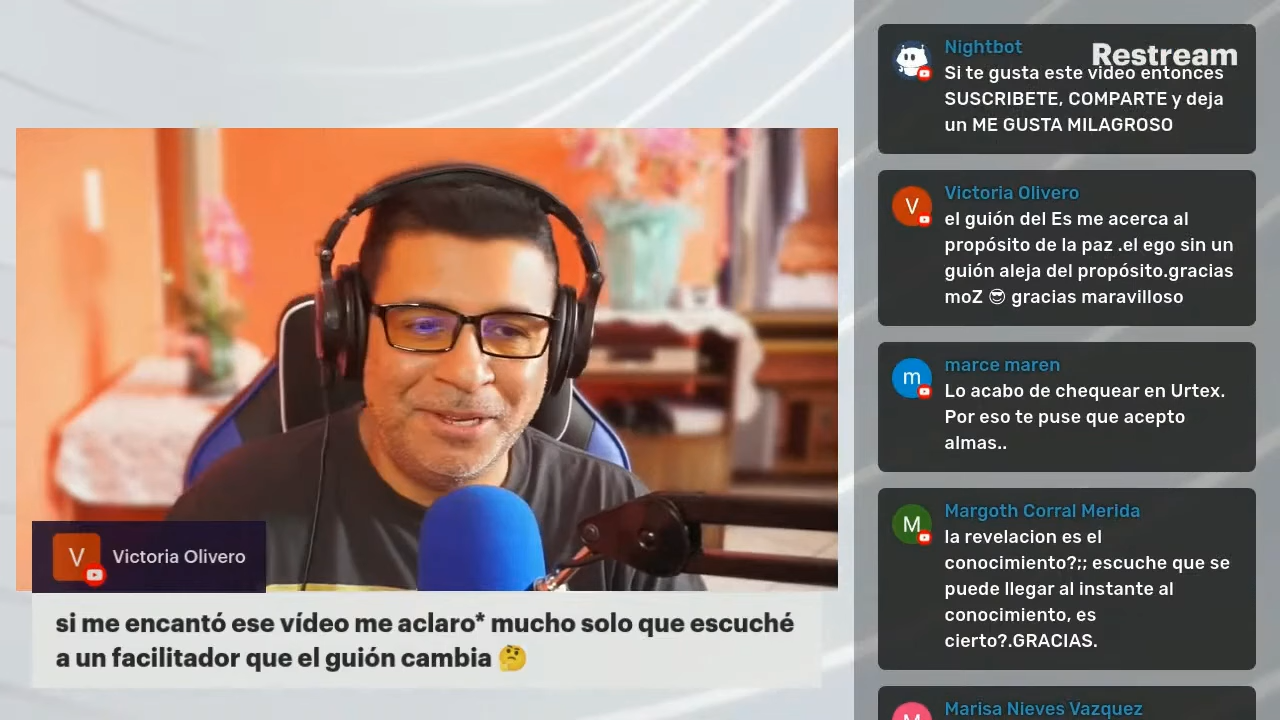 Restream
Nightbot
Si te gusta este video entonces
SUSCRIBETE, COMPARTE y deja
un ME GUSTA MILAGROSO
V
Victoria Olivero
el guión del Es me acerca al
propósito de la paz .el ego sin un
guión aleja del propósito.gracias
moZ 😎 gracias maravilloso
m
marce maren
Lo acabo de chequear en Urtex.
Por eso te puse que acepto
almas..
M
Margoth Corral Merida
la revelacion es el
conocimiento?;; escuche que se
puede llegar al instante al
conocimiento, es
cierto?.GRACIAS.
M
Marisa Nieves Vazquez
V
Victoria Olivero
si me encantó ese vídeo me aclaro* mucho solo que escuché
a un facilitador que el guión cambia 🤔